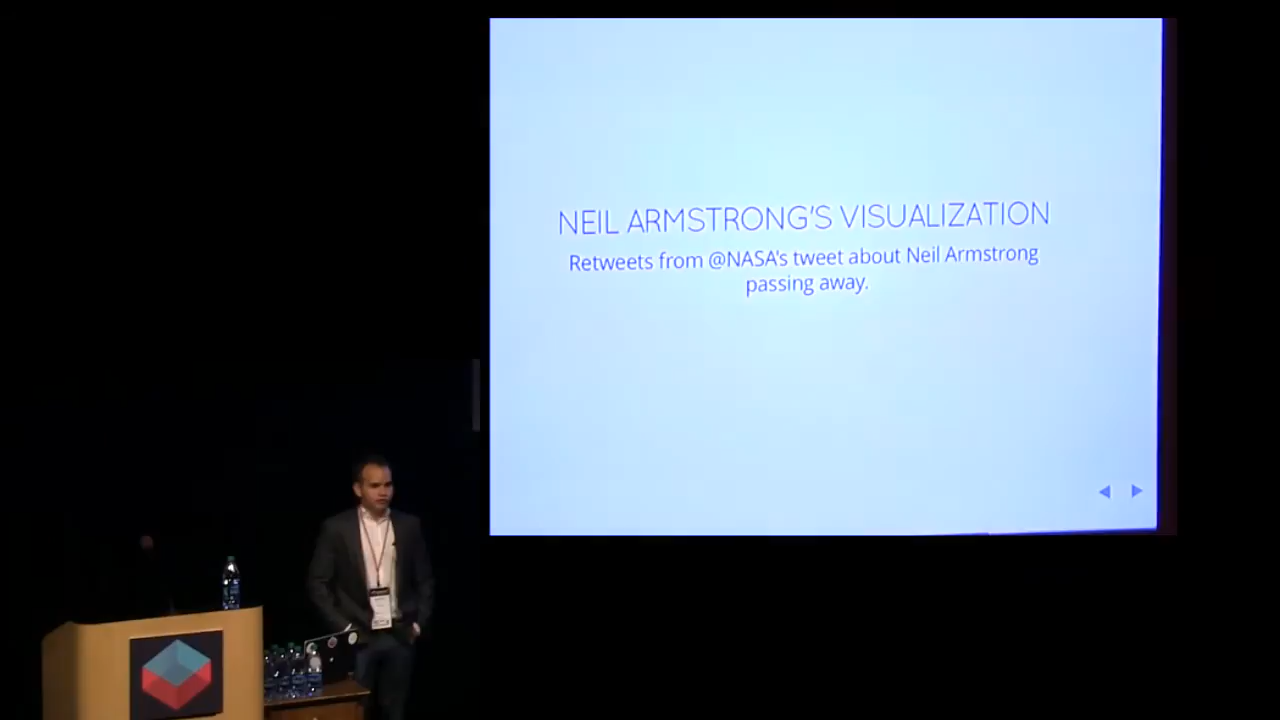 NEIL ARMSTRONG'S VISUALIZATION
Retweets from @NASA's tweet about Neil Armstrong
passing away.